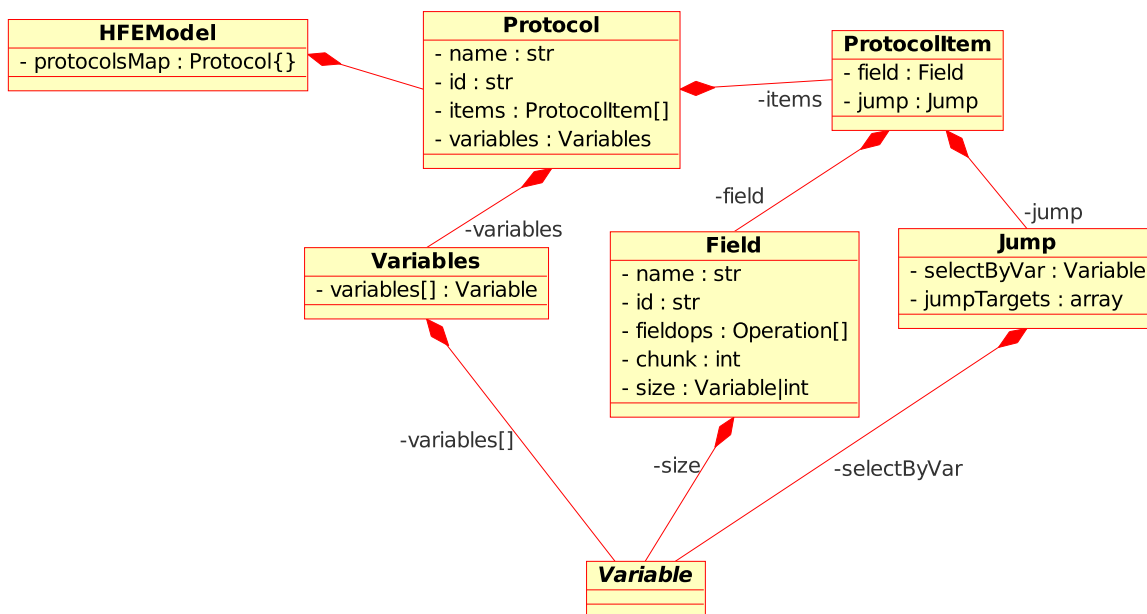 HFEModel
- protocolsMap : Protocol{}
Protocol
- name : str
- id : str
- items : ProtocolItem[]
- variables : Variables
ProtocolItem
- field : Field
- jump : Jump
-items
-field
-jump
-variables
Variables
- variables[] : Variable
Field
- name : str
- id : str
- fieldops : Operation[]
- chunk : int
- size : Variable|int
Jump
- selectByVar : Variable
- jumpTargets : array
-variables[]
-size
-selectByVar
Variable